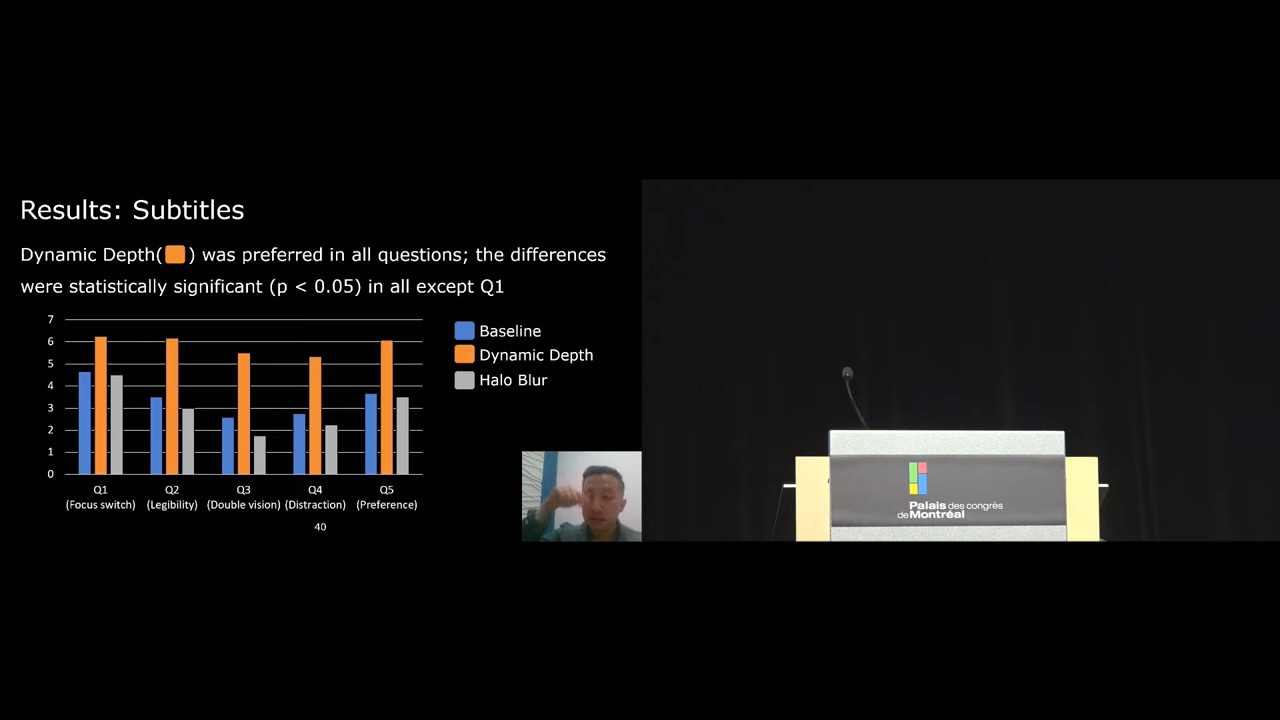 Results: Subtitles
Dynamic Depth( ) was preferred in all questions; the differences
were statistically significant (p < 0.05) in all except Q1
7
6
5
4
3
2
1
0
Baseline
Dynamic Depth
Halo Blur
Q1 Q2 Q3 Q4 Q5
(Focus switch) (Legibility) (Double vision) (Distraction) (Preference)
40
Palais des congrès
de Montréal